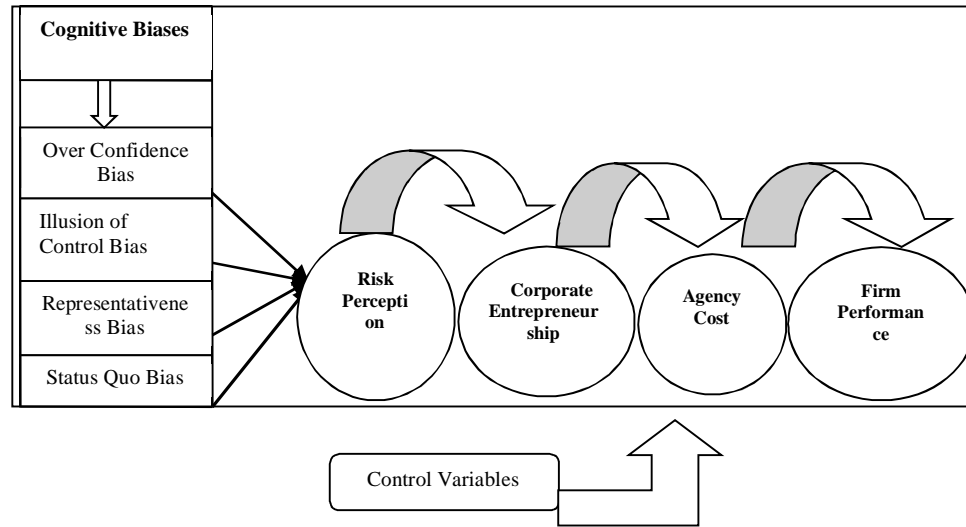 Cognitive Biases
Over Confidence
Bias
Illusion of
Control Bias
Representativene
ss Bias
Status Quo Bias
Risk
Percepti
on
Corporate
Entrepreneur
ship
Agency
Cost
Firm
Performan
ce
Control Variables